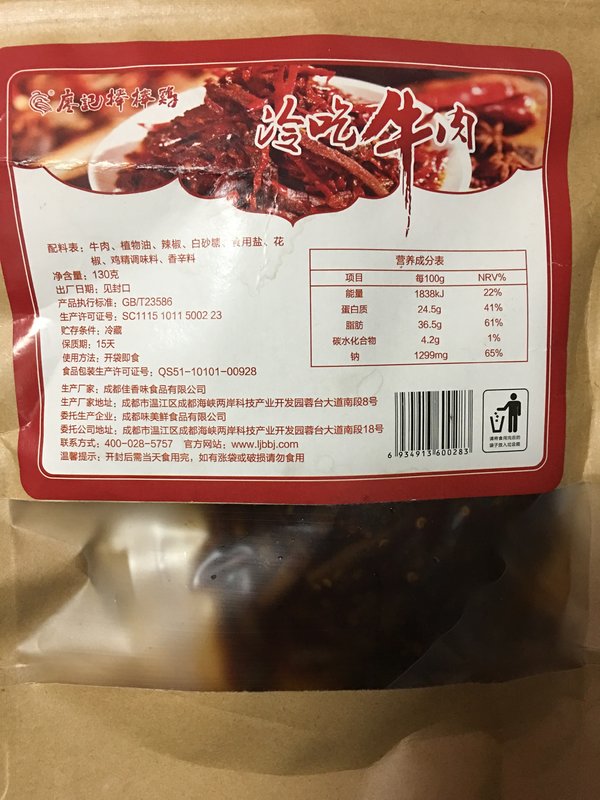 廖记棒棒鸡
冷吃牛肉
配料表：牛肉、植物油、辣椒、白砂糖、食用盐、花
椒、鸡精调味料、香辛料
净含量：130克
出厂日期：见封口
产品执行标准：GB/T23586
生产许可证号：SC1115 1011 5002 23
贮存条件：冷藏
保质期：15天
使用方法：开袋即食
食品包装生产许可证号：QS51-10101-00928
营养成分表
项目 每100g NRV%
能量 1838kJ 22%
蛋白质 24.5g 41%
脂肪 36.5g 61%
碳水化合物 4.2g 1%
钠 1299mg 65%
生产厂家：成都佳香味食品有限公司
生产厂家地址：成都市温江区成都海峡两岸科技产业开发园蓉台大道南段8号
委托生产企业：成都味美鲜食品有限公司
委托公司地址：成都市温江区成都海峡两岸科技产业开发园蓉台大道南段18号
联系方式：400-028-5757 官方网站：www.ljbbj.com
温馨提示：开封后需当天食用完，如有涨袋或破损请勿食用
6 934913 600283
请将食用完后的
袋子放入垃圾箱